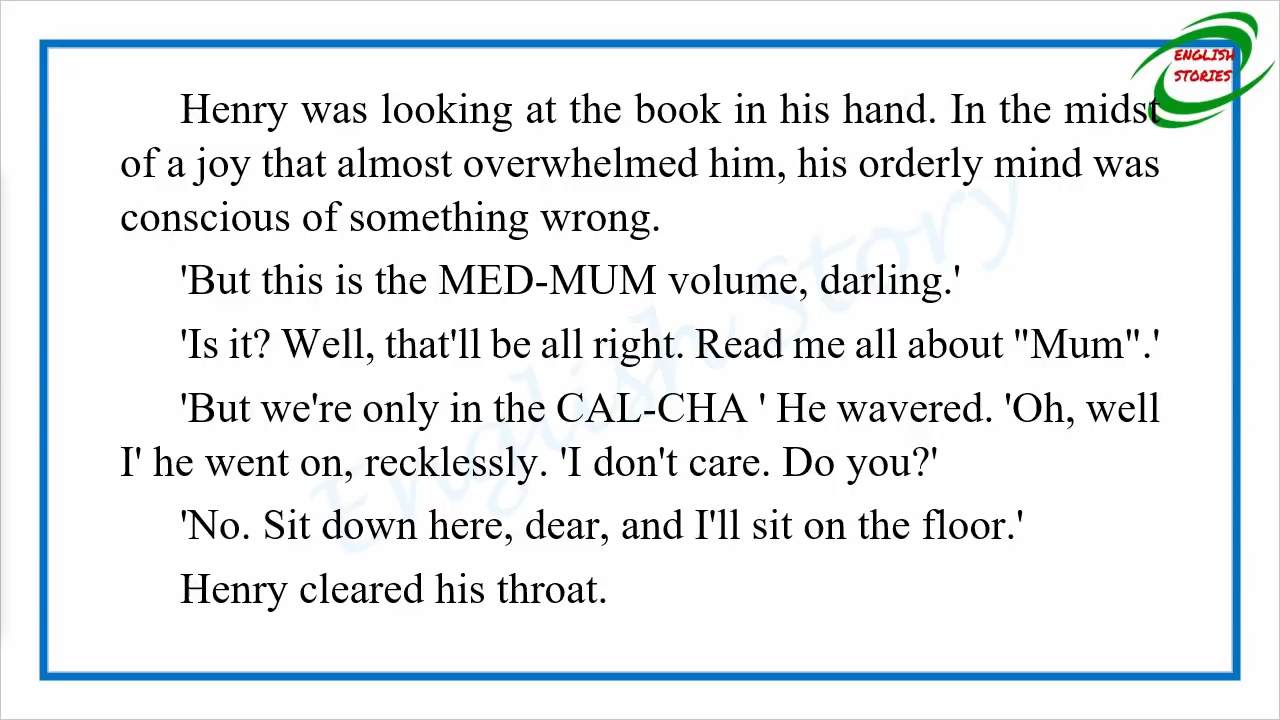 ENGLISH
STORIES
Henry was looking at the book in his hand. In the midst
of a joy that almost overwhelmed him, his orderly mind was
conscious of something wrong.
'But this is the MED-MUM volume, darling.'
'Is it? Well, that'll be all right. Read me all about "Mum".'
'But we're only in the CAL-CHA ' He wavered. 'Oh, well
I' he went on, recklessly. 'I don't care. Do you?'
'No. Sit down here, dear, and I'll sit on the floor.'
Henry cleared his throat.
English Story